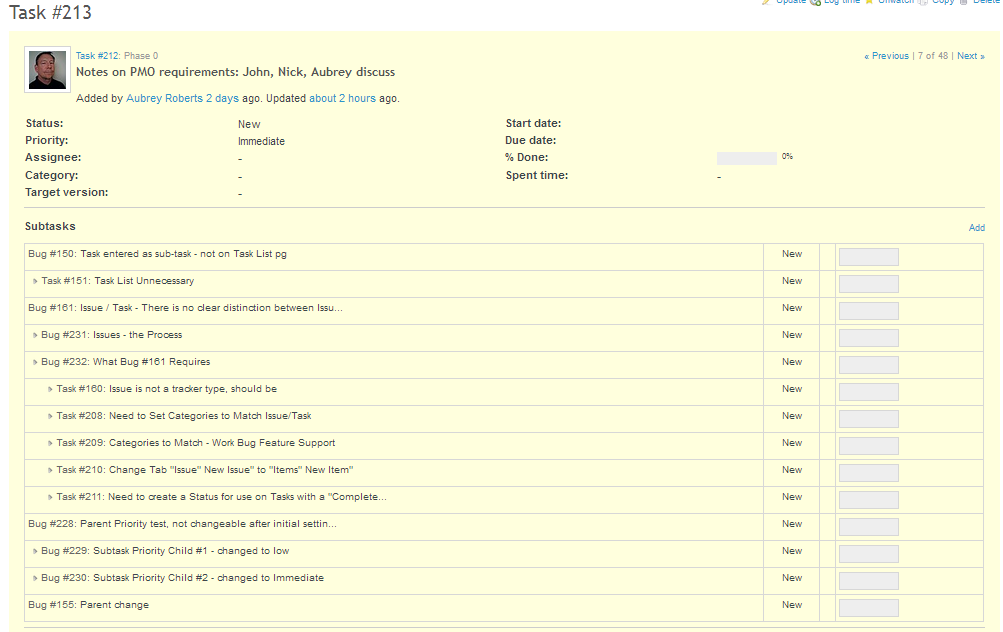 Update Log time Unwatch Copy Delete
Task #213
Task #212: Phase 0
« Previous | 7 of 48 | Next »
Notes on PMO requirements: John, Nick, Aubrey discuss
Added by Aubrey Roberts 2 days ago. Updated about 2 hours ago.
Status: New Start date:
Priority: Immediate Due date:
Assignee: - % Done: 0%
Category: - Spent time: -
Target version: -
Subtasks Add
Bug #150: Task entered as sub-task - not on Task List pg New
» Task #151: Task List Unnecessary New
Bug #161: Issue / Task - There is no clear distinction between Issu... New
» Bug #231: Issues - the Process New
» Bug #232: What Bug #161 Requires New
» Task #160: Issue is not a tracker type, should be New
» Task #208: Need to Set Categories to Match Issue/Task New
» Task #209: Categories to Match - Work Bug Feature Support New
» Task #210: Change Tab "Issue" New Issue" to "Items" New Item" New
» Task #211: Need to create a Status for use on Tasks with a "Complete... New
Bug #228: Parent Priority test, not changeable after initial settin... New
» Bug #229: Subtask Priority Child #1 - changed to low New
» Bug #230: Subtask Priority Child #2 - changed to Immediate New
Bug #155: Parent change New